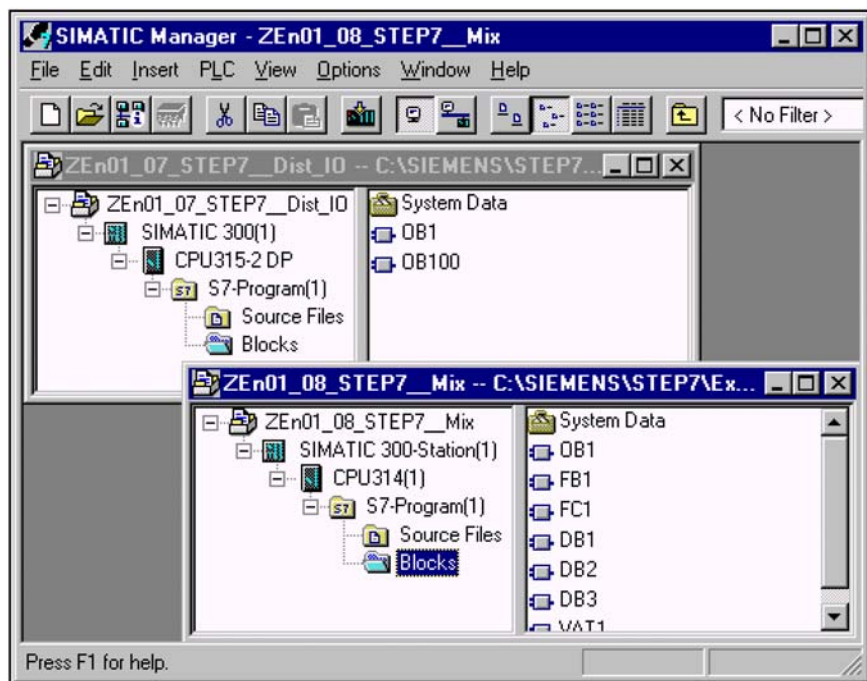 SIMATIC Manager - ZEn01_08_STEP7__Mix
File Edit Insert PLC View Options Window Help
< No Filter >
ZEn01_07_STEP7__Dist_IO -- C:\SIEMENS\STEP7...
ZEn01_07_STEP7__Dist_IO
SIMATIC 300(1)
CPU315-2 DP
S7-Program(1)
Source Files
Blocks
System Data
OB1
OB100
ZEn01_08_STEP7__Mix -- C:\SIEMENS\STEP7\Ex...
ZEn01_08_STEP7__Mix
SIMATIC 300-Station(1)
CPU314(1)
S7-Program(1)
Source Files
Blocks
System Data
OB1
FB1
FC1
DB1
DB2
DB3
VAT1
Press F1 for help.